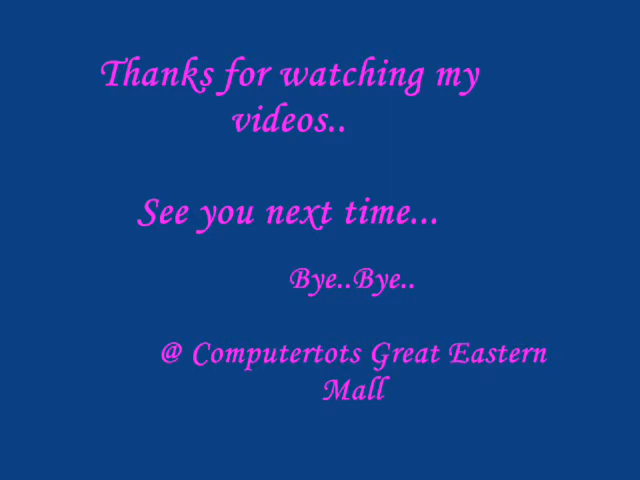 Thanks for watching my
videos..
See you next time...
Bye..Bye..
@ Computertots Great Eastern
Mall